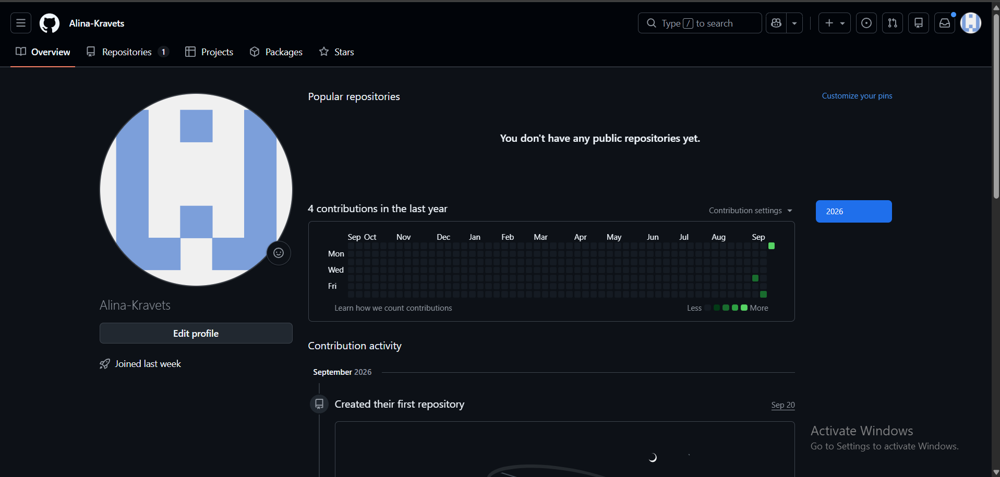 Alina-Kravets
Type / to search
Overview
Repositories 1
Projects
Packages
Stars
Popular repositories
Customize your pins
You don't have any public repositories yet.
4 contributions in the last year
Contribution settings
2026
Sep Oct Nov Dec Jan Feb Mar Apr May Jun Jul Aug Sep
Mon
Wed
Fri
Learn how we count contributions
Less More
Alina-Kravets
Edit profile
Joined last week
Contribution activity
September 2026
Created their first repository
Sep 20
Activate Windows
Go to Settings to activate Windows.